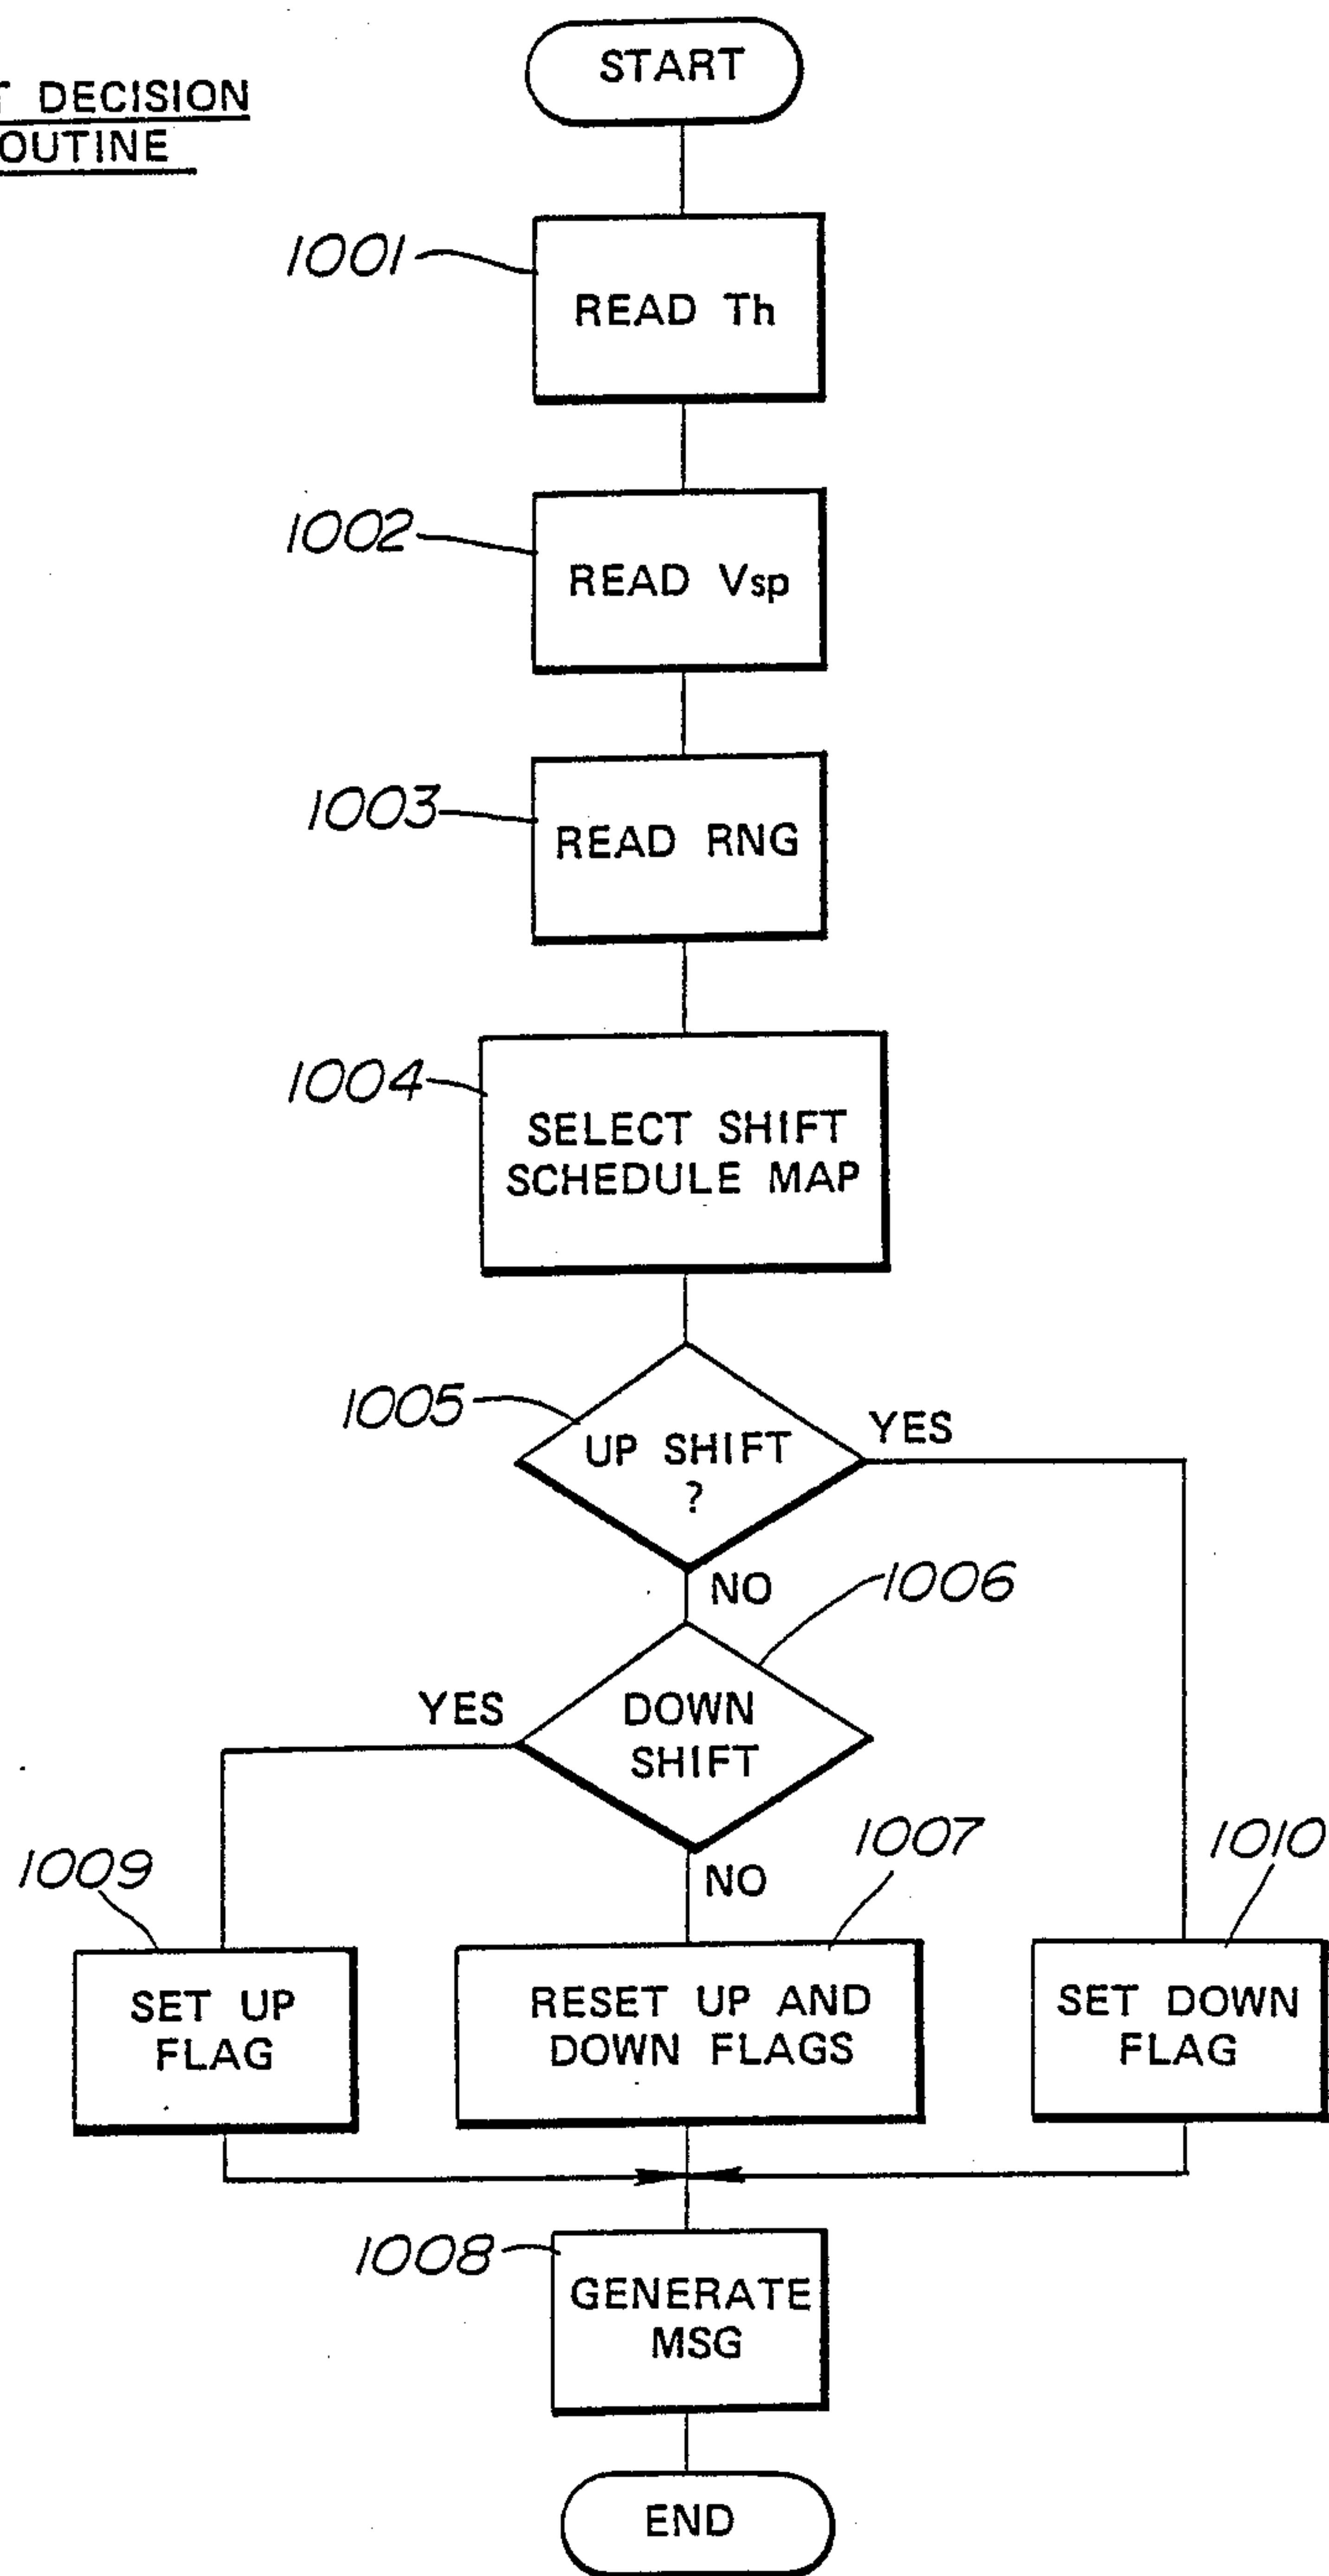 DECISION
START
1001
READ Th
1002
READ Vsp
1003
READ RNG
1004
SELECT SHIFT
SCHEDULE MAP
1005
UP SHIFT
?
YES
NO
1006
YES
DOWN
SHIFT
NO
1007
1009
1010
SET UP
FLAG
RESET UP AND
DOWN FLAGS
SET DOWN
FLAG
1008
GENERATE
MSG
END